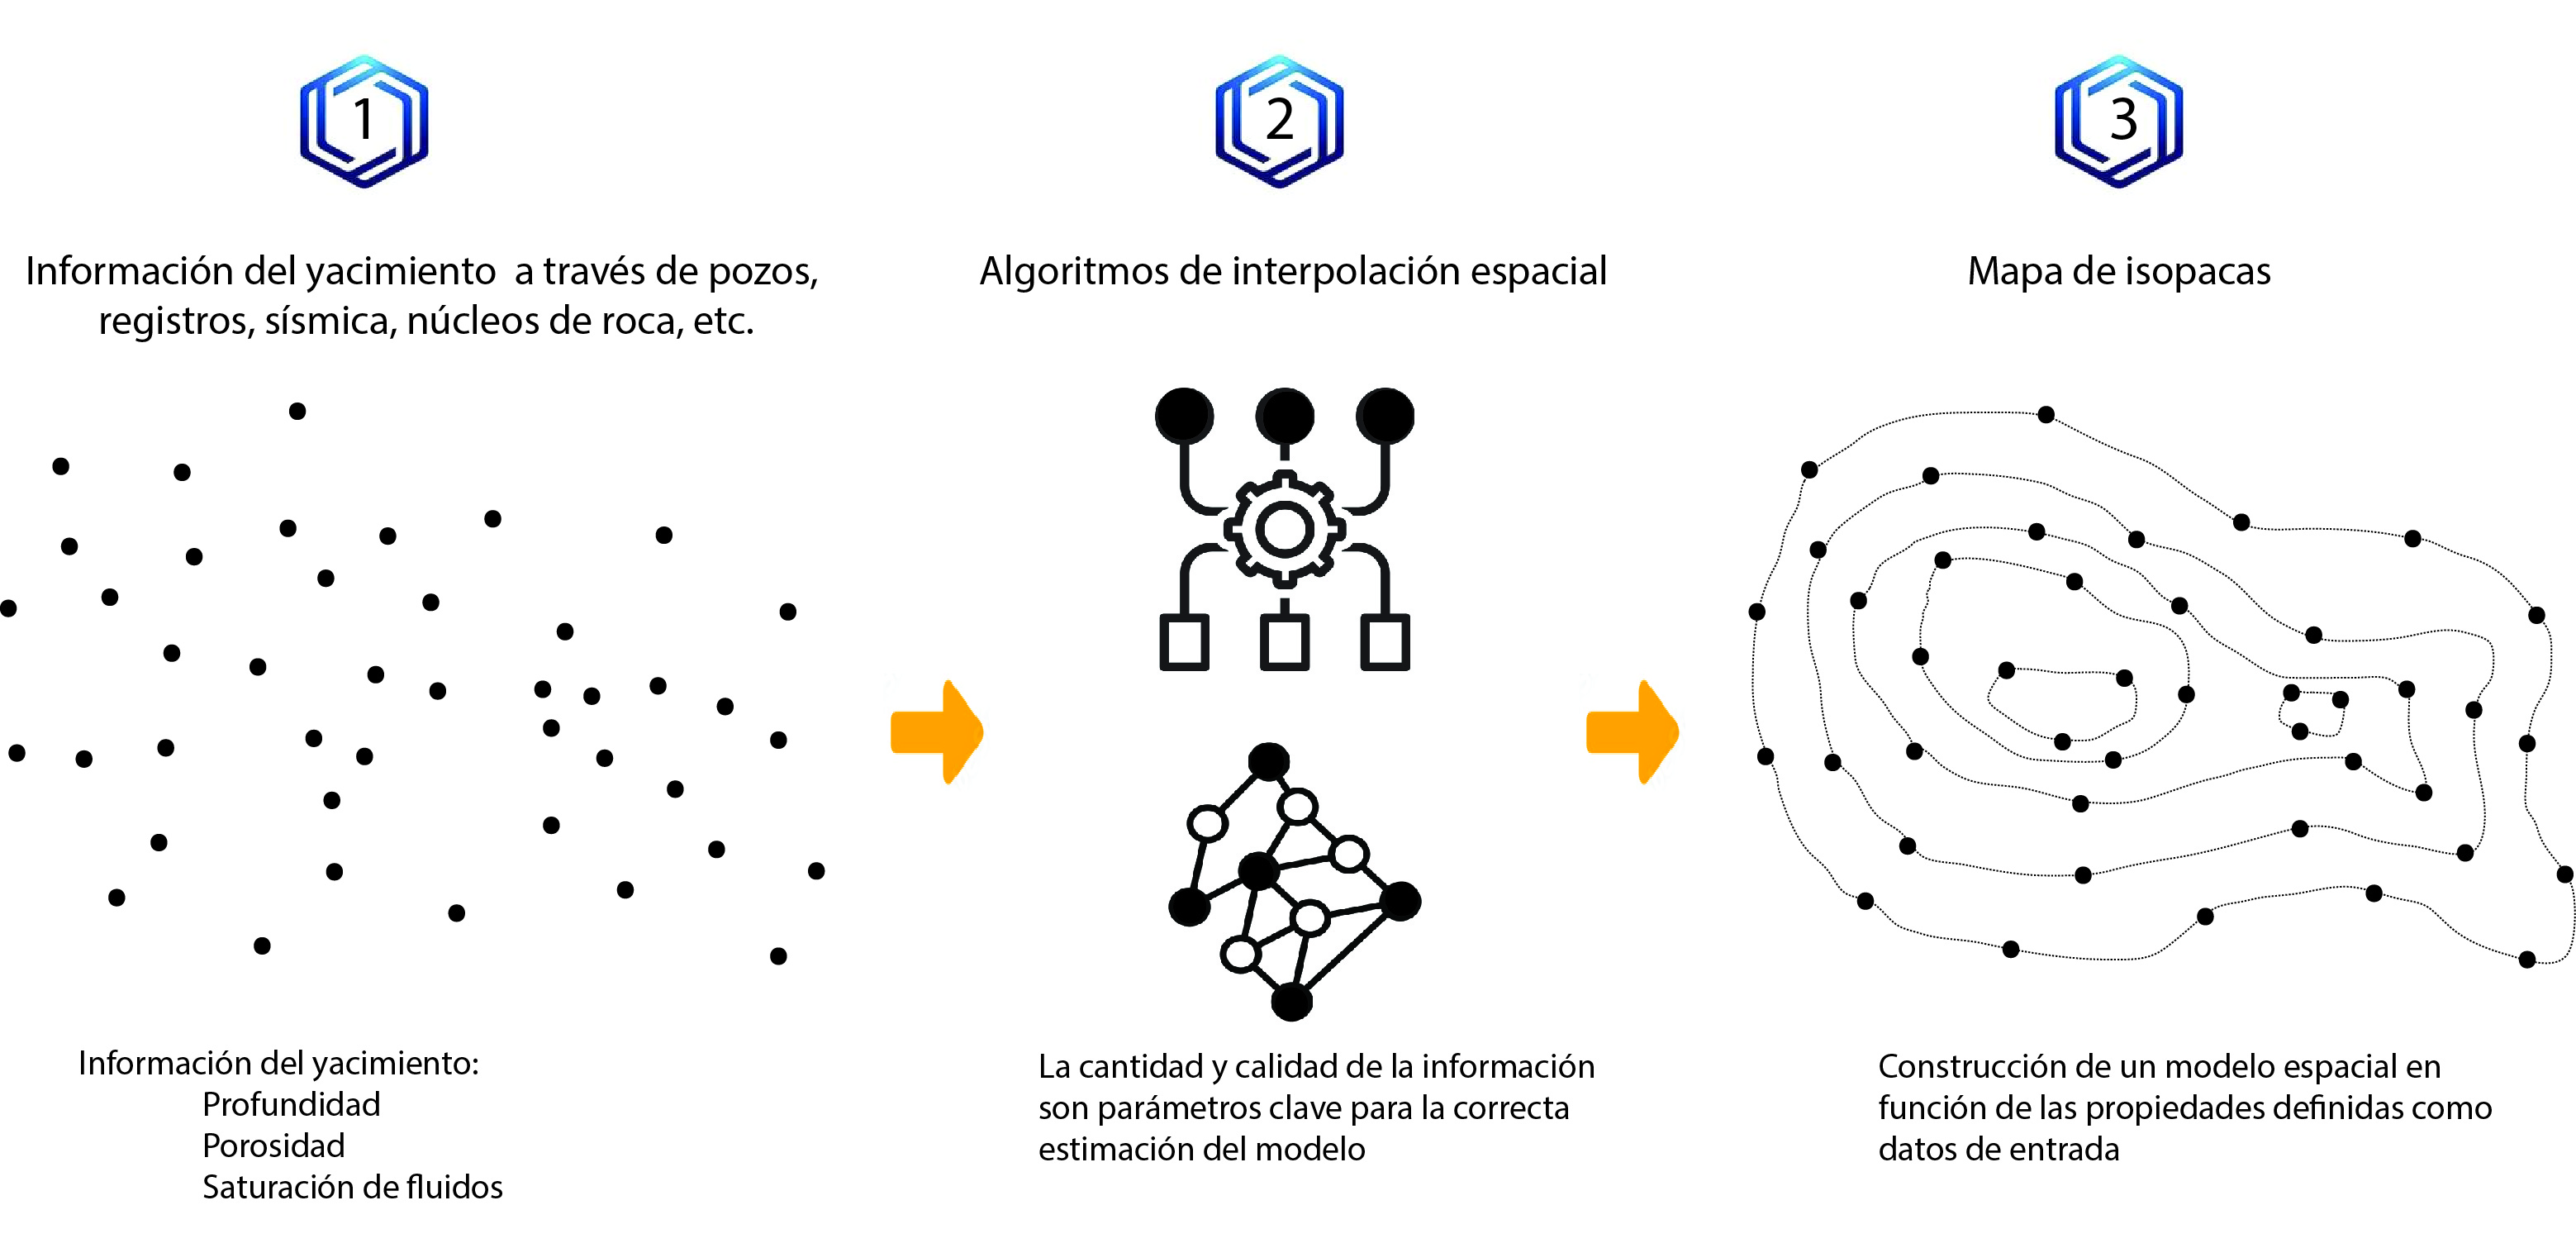 1
Información del yacimiento a través de pozos,
registros, sísmica, núcleos de roca, etc.
Información del yacimiento:
Profundidad
Porosidad
Saturación de fluidos
2
Algoritmos de interpolación espacial
La cantidad y calidad de la información
son parámetros clave para la correcta
estimación del modelo
3
Mapa de isopacas
Construcción de un modelo espacial en
función de las propiedades definidas como
datos de entrada